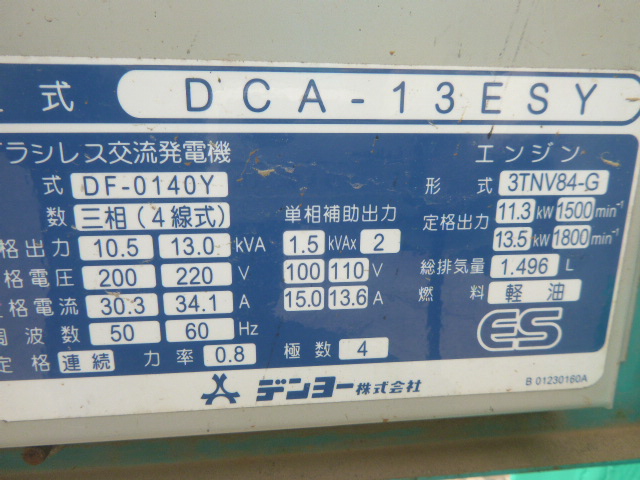 式 DCA-13ESY
ラシレス交流発電機
エンジン
式 DF-0140Y
形式 3TNV84-G
数 三相(4線式)
単相補助出力
定格出力 11.3 kW 1500 min⁻¹
13.5 kW 1800 min⁻¹
格出力 10.5 13.0 kVA
1.5 kVAx 2
格電圧 200 220 V
100 110 V
総排気量 1.496 L
格電流 30.3 34.1 A
15.0 13.6 A
燃料 軽油
周波数 50 60 Hz
ES
定格 連続 力率 0.8
極数 4
デンヨー株式会社
B 01230160A